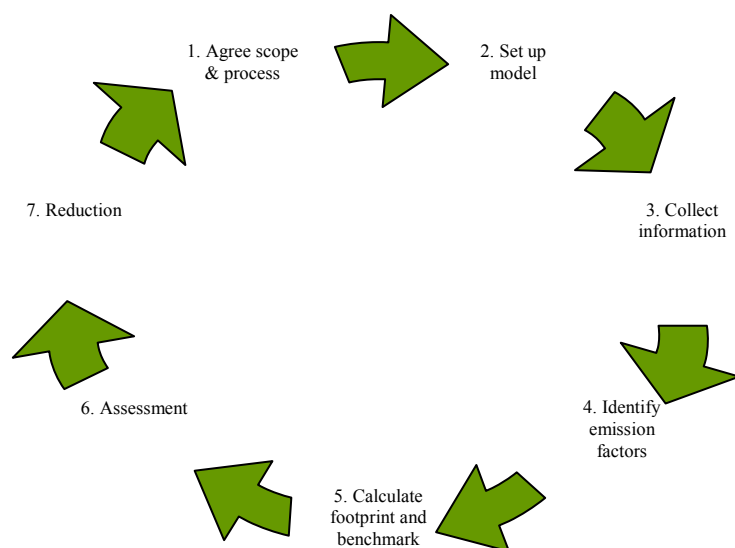 1. Agree scope
& process
2. Set up
model
3. Collect
information
4. Identify
emission
factors
5. Calculate
footprint and
benchmark
6. Assessment
7. Reduction